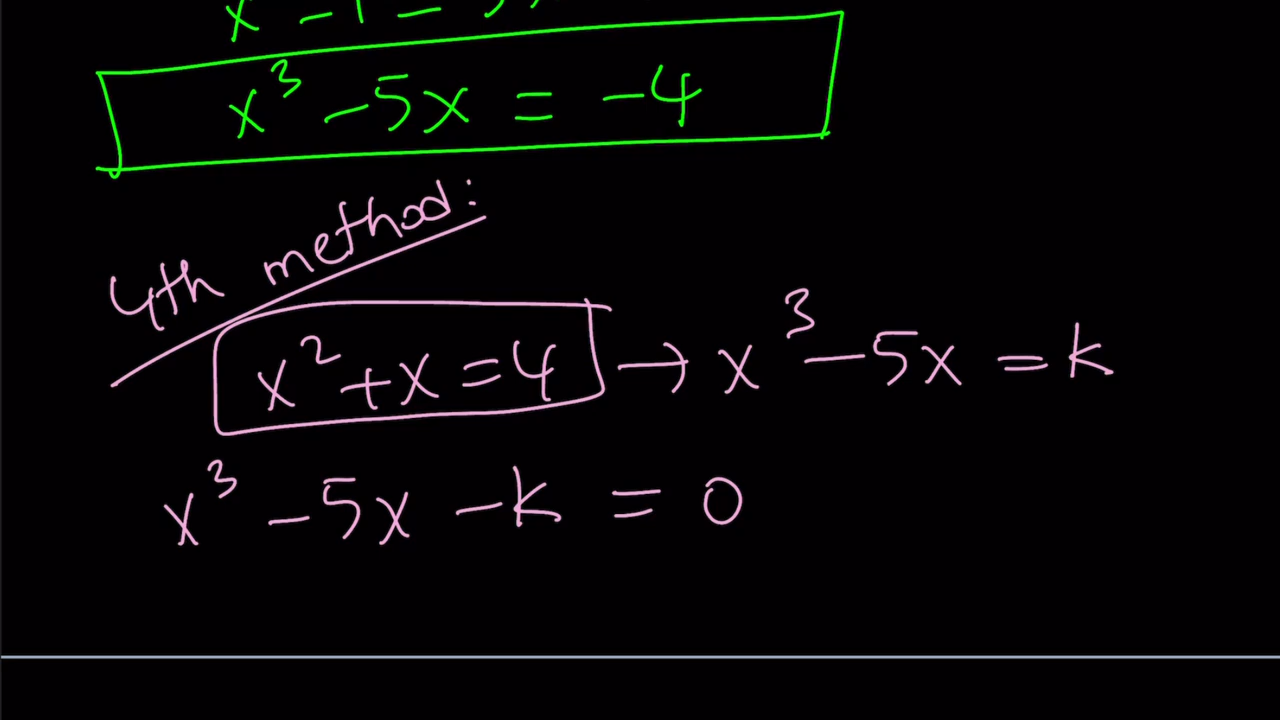 x³ - 5x = -4
4th method:
x² + x = 4 → x³ - 5x = k
x³ - 5x - k = 0